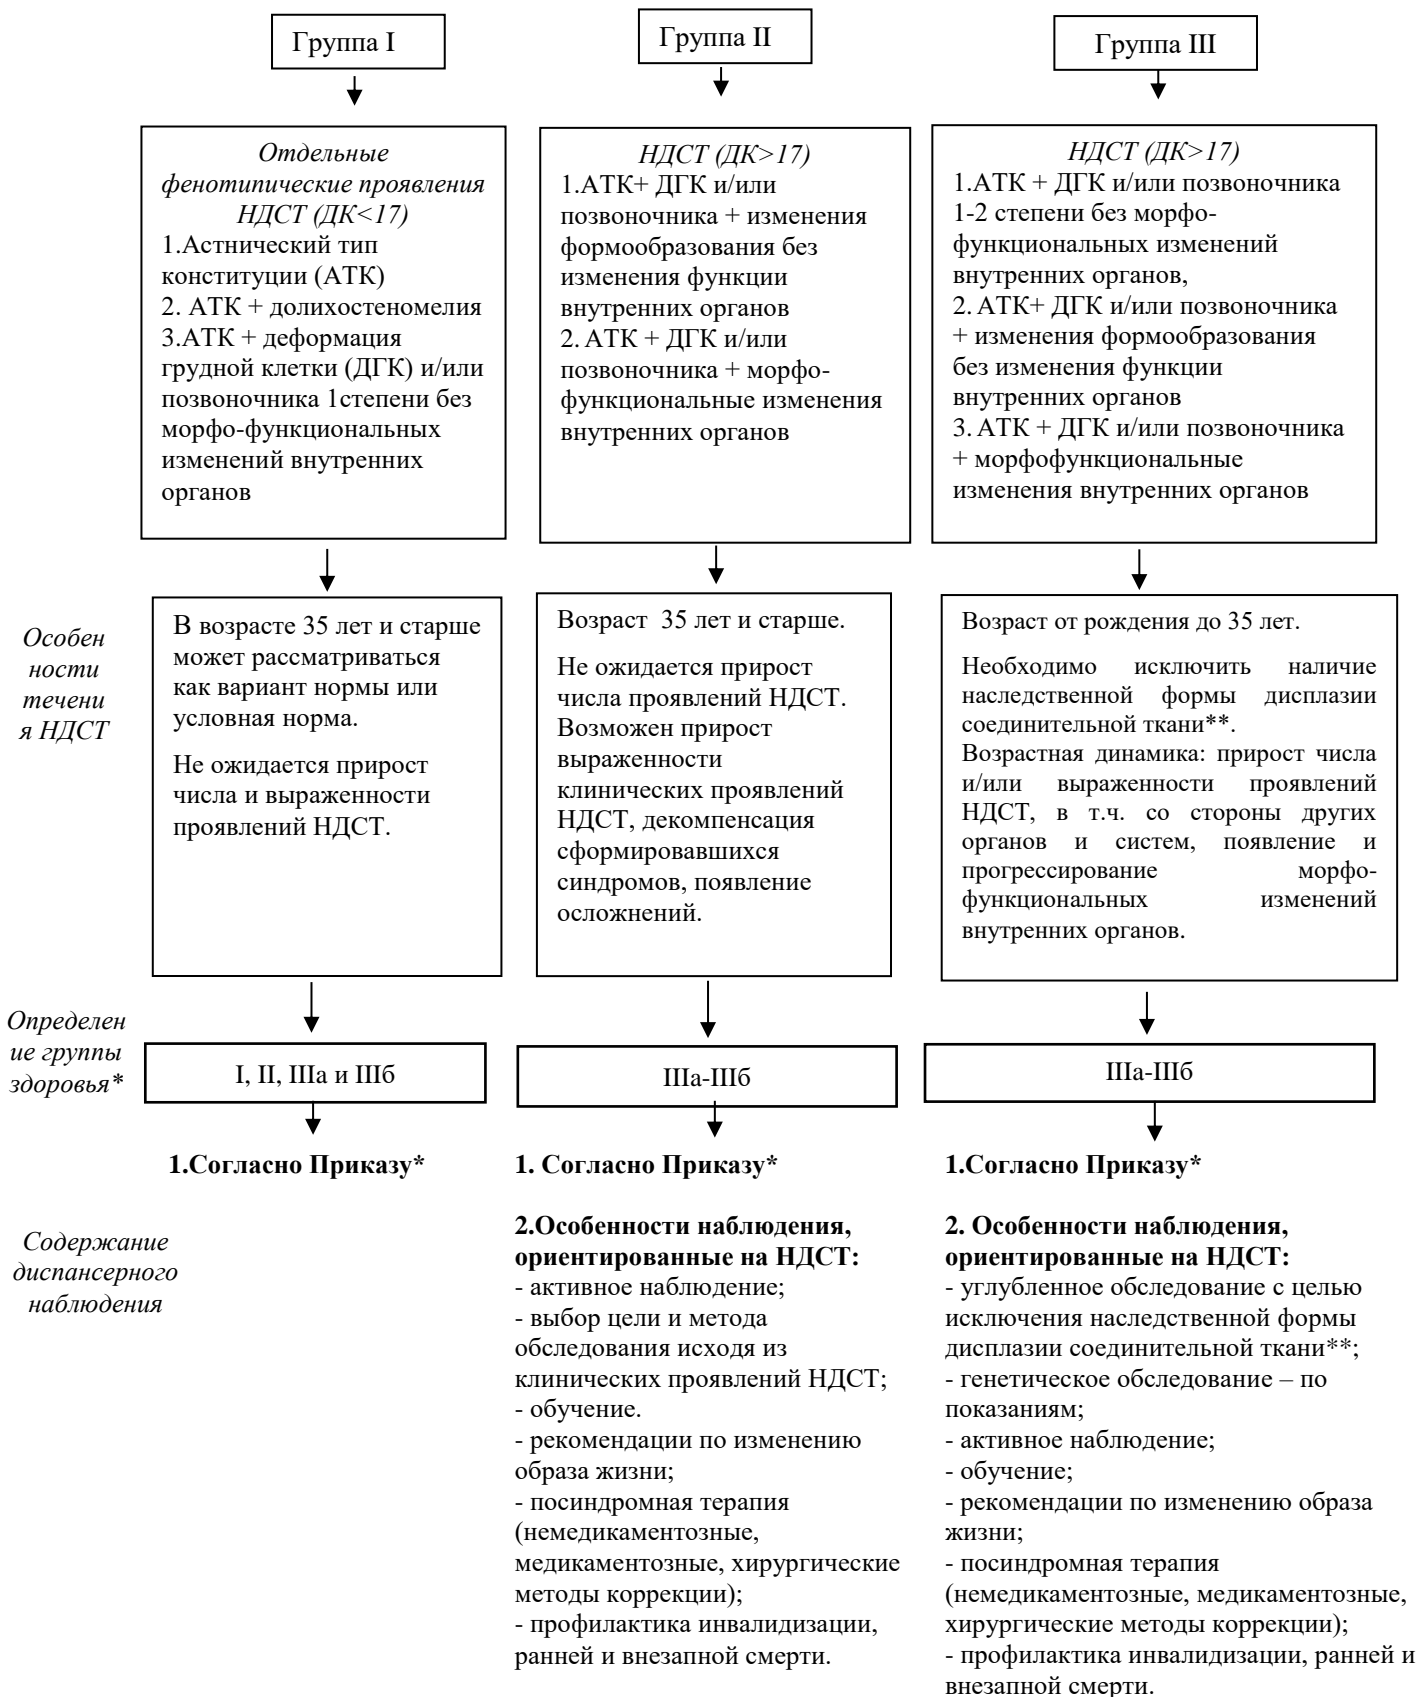 Группа I
Группа II
Группа III
Отдельные
фенотипические проявления
НДСТ (ДК<17)
1.Астнический тип
конституции (АТК)
2. АТК + долихостеномелия
3.АТК + деформация
грудной клетки (ДГК) и/или
позвоночника 1степени без
морфо-функциональных
изменений внутренних
органов
НДСТ (ДК>17)
1.АТК+ ДГК и/или
позвоночника + изменения
формообразования без
изменения функции
внутренних органов
2. АТК + ДГК и/или
позвоночника + морфо-
функциональные изменения
внутренних органов
НДСТ (ДК>17)
1.АТК + ДГК и/или позвоночника
1-2 степени без морфо-
функциональных изменений
внутренних органов,
2. АТК+ ДГК и/или позвоночника
+ изменения формообразования
без изменения функции
внутренних органов
3. АТК + ДГК и/или позвоночника
+ морфофункциональные
изменения внутренних органов
Особен
ности
течени
я НДСТ
В возрасте 35 лет и старше
может рассматриваться
как вариант нормы или
условная норма.
Не ожидается прирост
числа и выраженности
проявлений НДСТ.
Возраст 35 лет и старше.
Не ожидается прирост
числа проявлений НДСТ.
Возможен прирост
выраженности
клинических проявлений
НДСТ, декомпенсация
сформировавшихся
синдромов, появление
осложнений.
Возраст от рождения до 35 лет.
Необходимо исключить наличие
наследственной формы дисплазии
соединительной ткани**.
Возрастная динамика: прирост числа
и/или выраженности проявлений
НДСТ, в т.ч. со стороны других
органов и систем, появление и
прогрессирование морфо-
функциональных изменений
внутренних органов.
Определен
ие группы
здоровья*
I, II, IIIа и IIIб
IIIа-IIIб
IIIа-IIIб
Содержание
диспансерного
наблюдения
1.Согласно Приказу*
1. Согласно Приказу*
2.Особенности наблюдения,
ориентированные на НДСТ:
- активное наблюдение;
- выбор цели и метода
обследования исходя из
клинических проявлений НДСТ;
- обучение.
- рекомендации по изменению
образа жизни;
- посиндромная терапия
(немедикаментозные,
медикаментозные, хирургические
методы коррекции);
- профилактика инвалидизации,
ранней и внезапной смерти.
1.Согласно Приказу*
2. Особенности наблюдения,
ориентированные на НДСТ:
- углубленное обследование с целью
исключения наследственной формы
дисплазии соединительной ткани**;
- генетическое обследование – по
показаниям;
- активное наблюдение;
- обучение;
- рекомендации по изменению образа
жизни;
- посиндромная терапия
(немедикаментозные, медикаментозные,
хирургические методы коррекции);
- профилактика инвалидизации, ранней и
внезапной смерти.